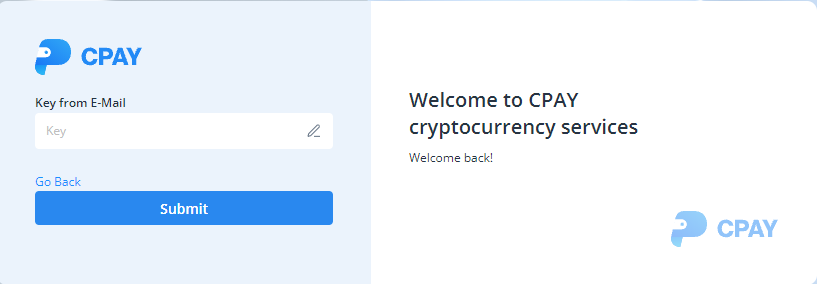 CPAY
Key from E-Mail
Key
Go Back
Submit
Welcome to CPAY
cryptocurrency services
Welcome back!
CPAY